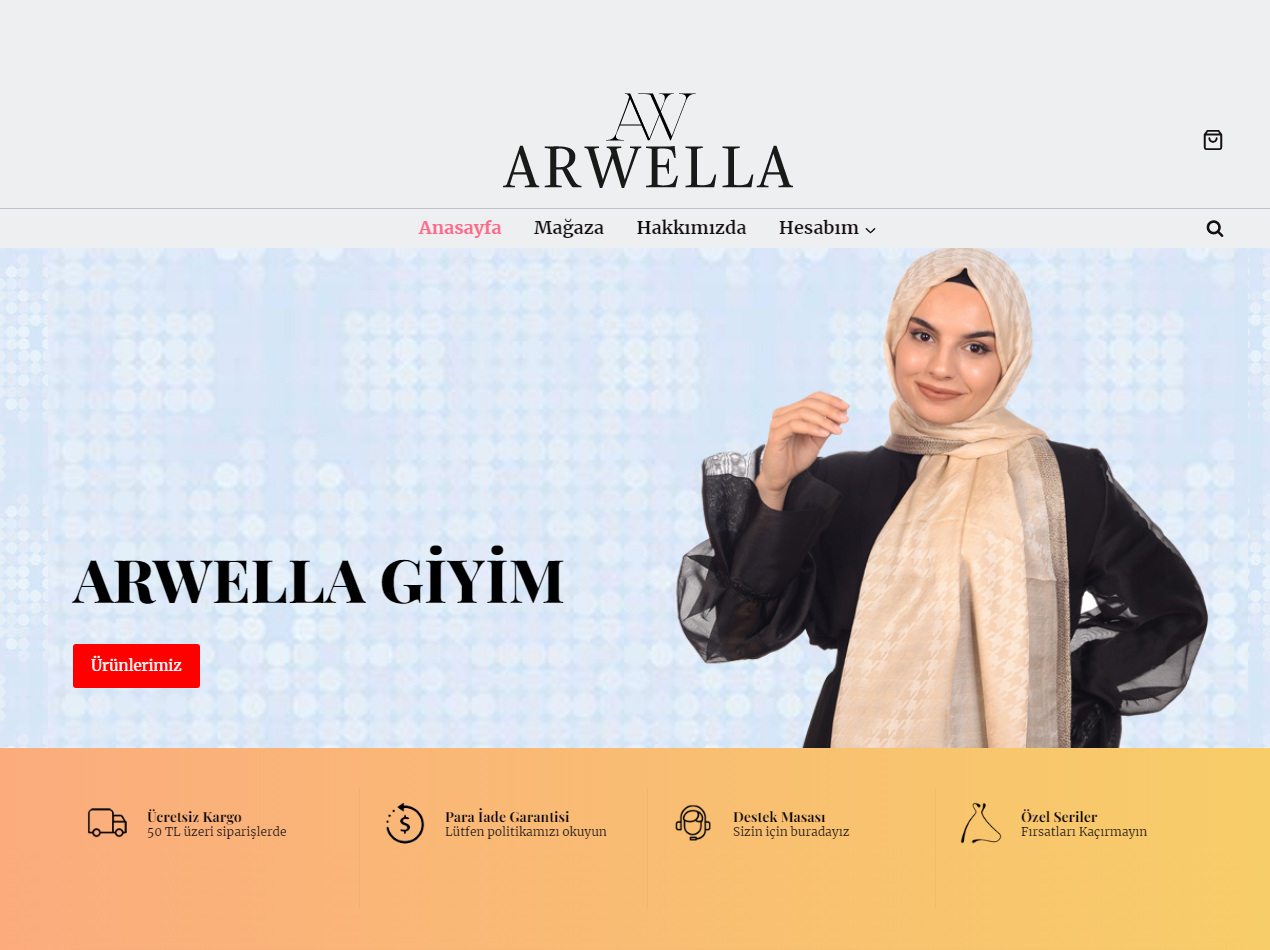 AW
ARWELLA
Anasayfa Mağaza Hakkımızda Hesabım
ARWELLA GİYİM
Ürünlerimiz
Ücretsiz Kargo
50 TL üzeri siparişlerde
Para İade Garantisi
Lütfen politikamızı okuyun
Destek Masası
Sizin için buradayız
Özel Seriler
Fırsatları Kaçırmayın